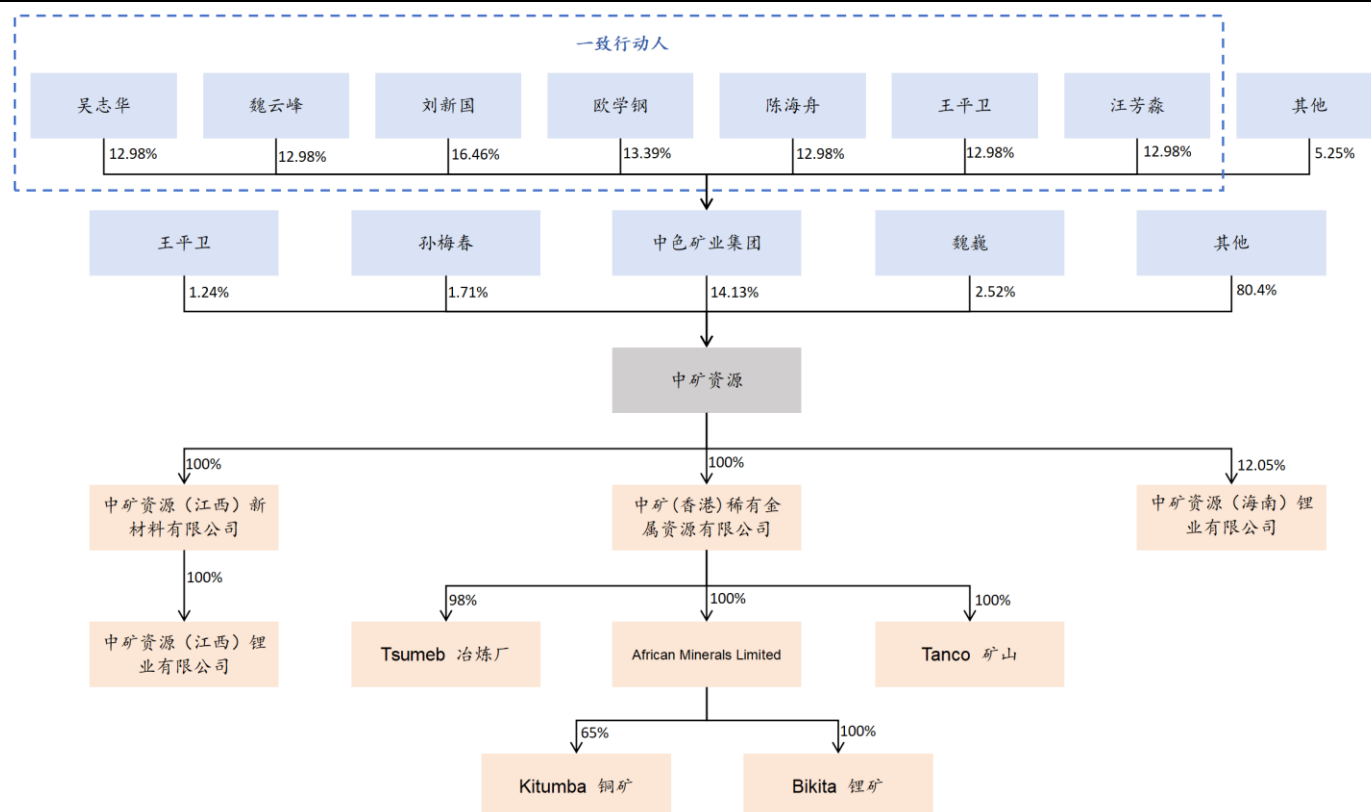 一致行动人
吴志华
魏云峰
刘新国
欧学钢
陈海舟
王平卫
汪芳淼
其他
12.98%
12.98%
16.46%
13.39%
12.98%
12.98%
12.98%
5.25%
王平卫
孙梅春
中色矿业集团
魏巍
其他
1.24%
1.71%
14.13%
2.52%
80.4%
中矿资源
100%
100%
12.05%
中矿资源（江西）新
材料有限公司
中矿(香港)稀有金
属资源有限公司
中矿资源（海南）锂
业有限公司
100%
98%
100%
100%
中矿资源（江西）锂
业有限公司
Tsumeb 冶炼厂
African Minerals Limited
Tanco 矿山
65%
100%
Kitumba 铜矿
Bikita 锂矿